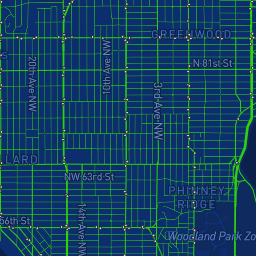 GREENWOOD
N 81st St
20th Ave NW
10th Ave NW
3rd Ave NW
LARD
NW 63rd St
PHINNEY
RIDGE
56th St
14th Ave NW
Woodland Park Zo